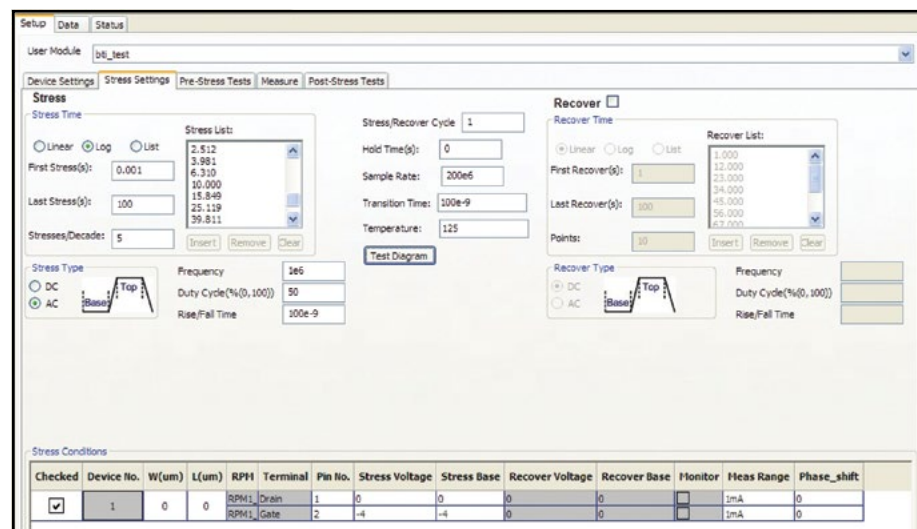 Setup Data Status
User Module bti_test
Device Settings Stress Settings Pre-Stress Tests Measure Post-Stress Tests
Stress
Stress Time
Linear Log List
First Stress(s): 0.001
Last Stress(s): 100
Stresses/Decade: 5
Stress List:
2.512
3.981
6.310
10.000
15.849
25.119
39.811
Insert Remove Clear
Stress Type
DC
AC
Base Top
Frequency 1e6
Duty Cycle(%(0,100)) 50
Rise/Fall Time 100e-9
Stress/Recover Cycle 1
Hold Time(s): 0
Sample Rate: 200e6
Transition Time: 100e-9
Temperature: 125
Test Diagram
Recover
Recover Time
Linear Log List
First Recover(s): 1
Last Recover(s): 100
Points: 10
Recover List:
1.000
12.000
23.000
34.000
45.000
56.000
67.000
Insert Remove Clear
Recover Type
DC
AC
Base Top
Frequency
Duty Cycle(%(0,100))
Rise/Fall Time
Stress Conditions
Checked Device No. W(um) L(um) RPM Terminal Pin No. Stress Voltage Stress Base Recover Voltage Recover Base Monitor Meas Range Phase_shift
1 0 0 RPM1_ Drain 1 0 0 0 0 1mA 0
RPM1_ Gate 2 -4 -4 0 0 1mA 0